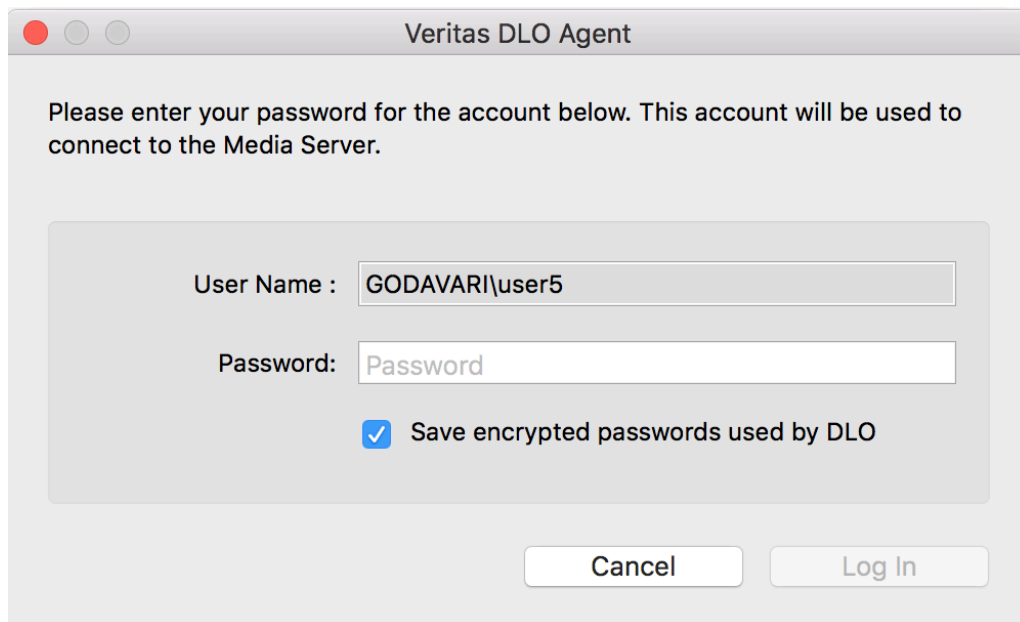 Veritas DLO Agent
Please enter your password for the account below. This account will be used to
connect to the Media Server.
User Name : GODAVARI\user5
Password: Password
Save encrypted passwords used by DLO
Cancel Log In